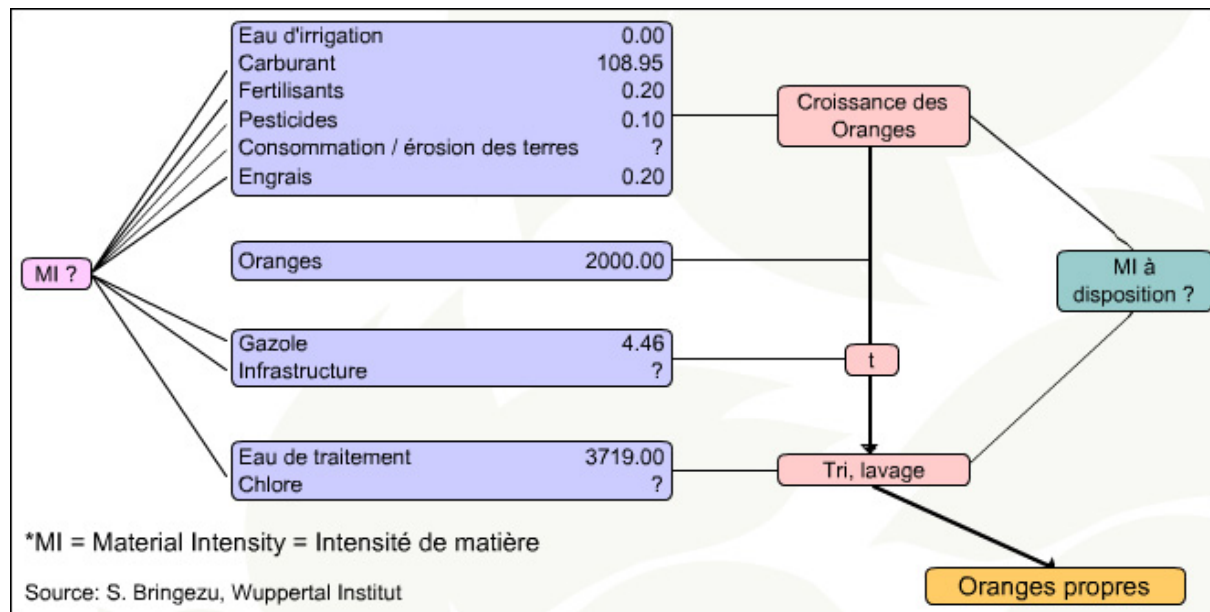 Eau d'irrigation 0.00
Carburant 108.95
Fertilisants 0.20
Pesticides 0.10
Consommation / érosion des terres ?
Engrais 0.20
Croissance des
Oranges
MI ?
Oranges 2000.00
MI à
disposition ?
Gazole 4.46
Infrastructure ?
t
Eau de traitement 3719.00
Chlore ?
Tri, lavage
*MI = Material Intensity = Intensité de matière
Source: S. Bringezu, Wuppertal Institut
Oranges propres